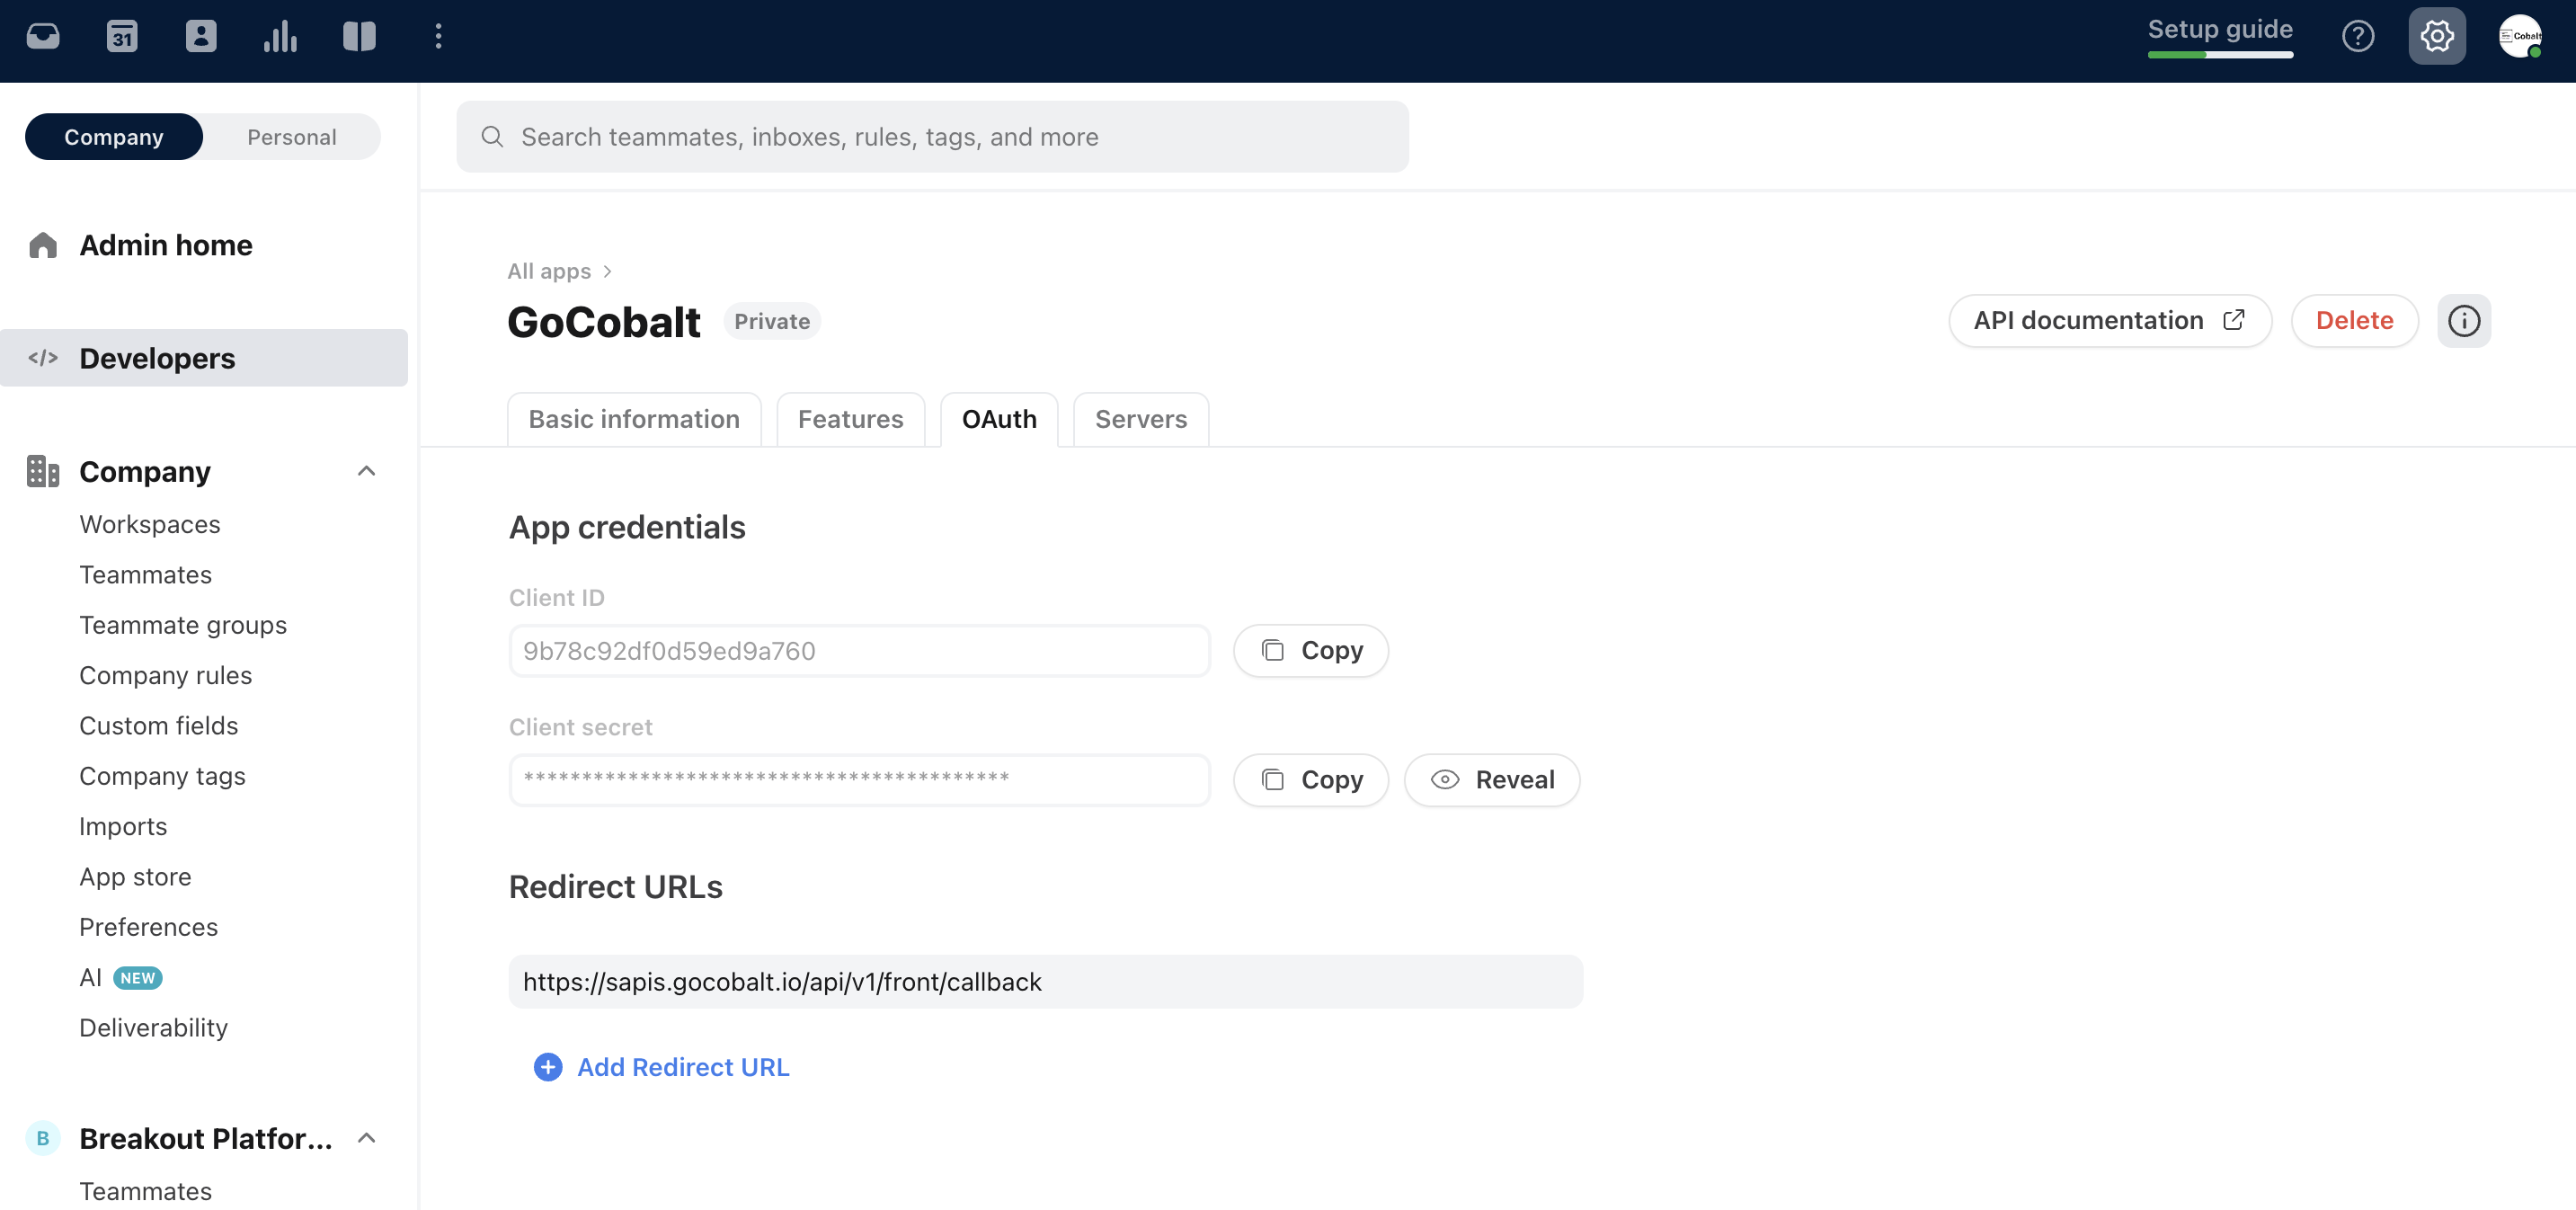 31
Setup guide
Cobalt
Company
Personal
Search teammates, inboxes, rules, tags, and more
Admin home
Developers
Company
Workspaces
Teammates
Teammate groups
Company rules
Custom fields
Company tags
Imports
App store
Preferences
AI NEW
Deliverability
B Breakout Platfor...
Teammates
All apps >
GoCobalt Private
API documentation
Delete
Basic information
Features
OAuth
Servers
App credentials
Client ID
9b78c92df0d59ed9a760
Copy
Client secret
******************************************
Copy
Reveal
Redirect URLs
https://sapis.gocobalt.io/api/v1/front/callback
Add Redirect URL